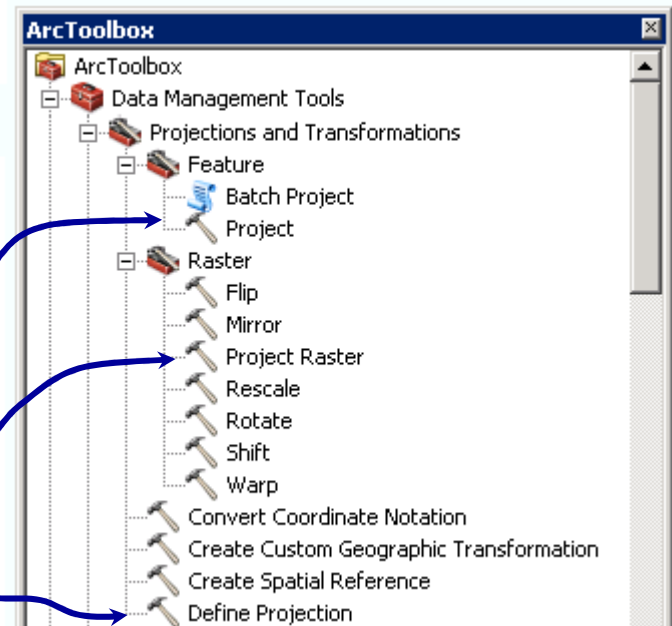 ArcToolbox
ArcToolbox
Data Management Tools
Projections and Transformations
Feature
Batch Project
Project
Raster
Flip
Mirror
Project Raster
Rescale
Rotate
Shift
Warp
Convert Coordinate Notation
Create Custom Geographic Transformation
Create Spatial Reference
Define Projection